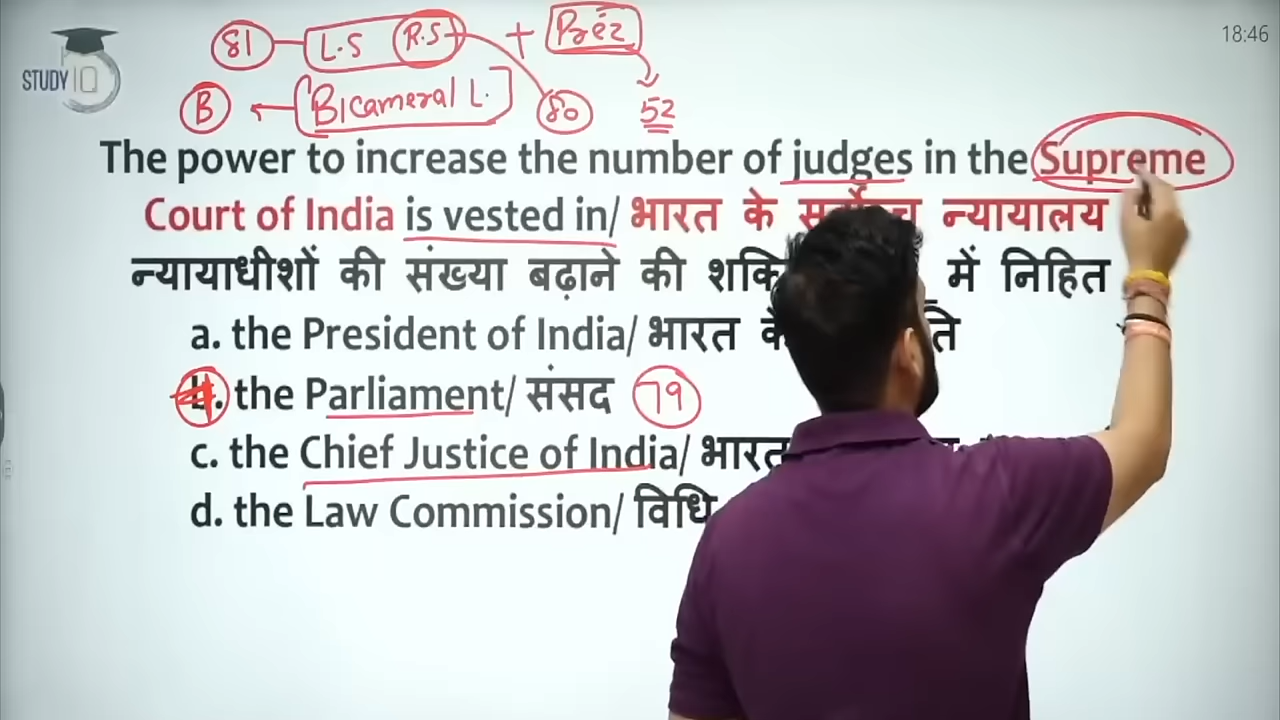 18:46
STUDY IQ
81 L.S R.S + Prez
B Bicameral L. 80 52
The power to increase the number of judges in the Supreme
Court of India is vested in/ भारत के सर्वोच्च न्यायालय
न्यायाधीशों की संख्या बढ़ाने की में निहित
a. the President of India/ भारत
b. the Parliament/ संसद 79
c. the Chief Justice of India/ भारत
d. the Law Commission/ विधि